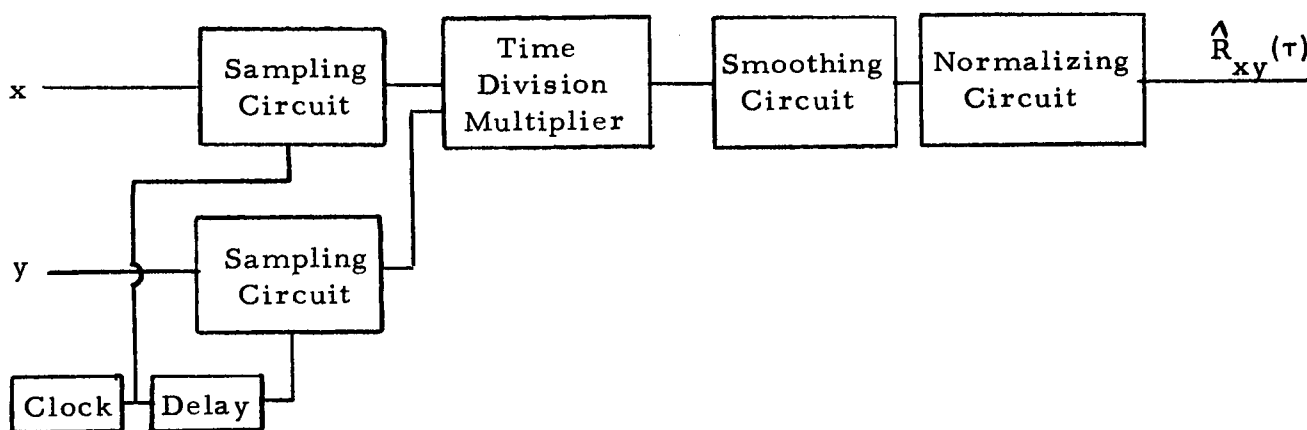 x
Sampling
Circuit
Time
Division
Multiplier
Smoothing
Circuit
Normalizing
Circuit
R̂xy(τ)
y
Sampling
Circuit
Clock
Delay